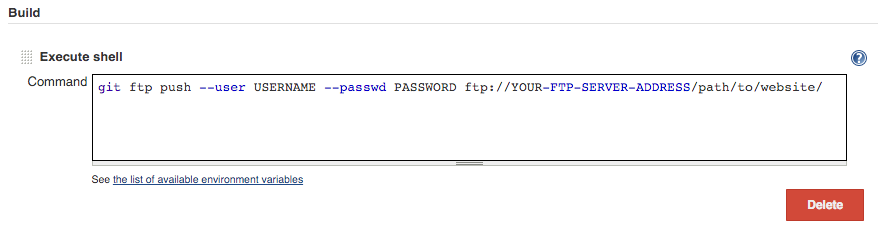 Build
Execute shell
Command
git ftp push --user USERNAME --passwd PASSWORD ftp://YOUR-FTP-SERVER-ADDRESS/path/to/website/
See the list of available environment variables
Delete